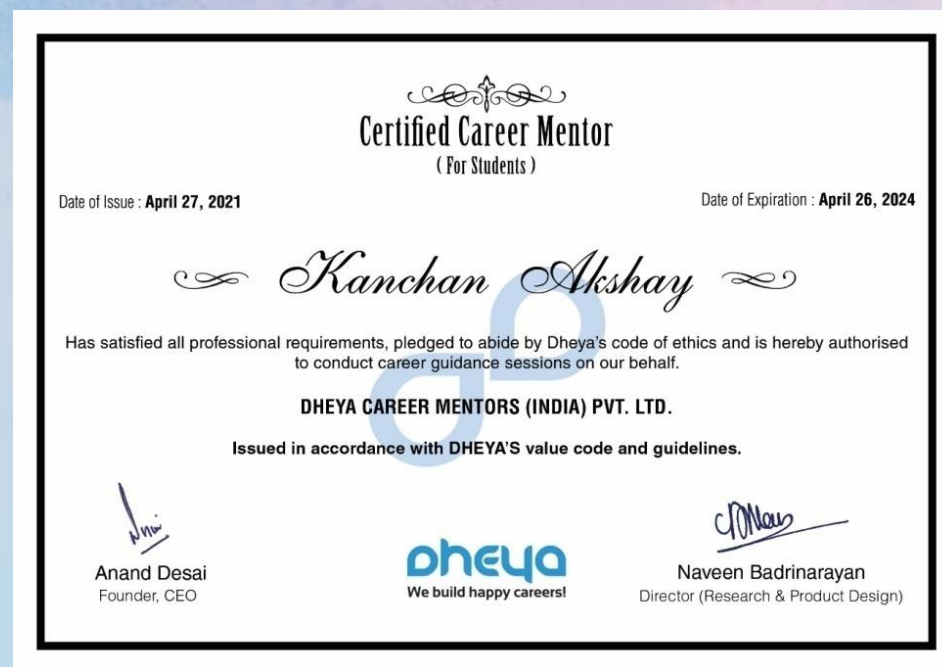 Certified Career Mentor
( For Students )
Date of Issue : April 27, 2021
Date of Expiration : April 26, 2024
Kanchan Akshay
Has satisfied all professional requirements, pledged to abide by Dheya's code of ethics and is hereby authorised
to conduct career guidance sessions on our behalf.
DHEYA CAREER MENTORS (INDIA) PVT. LTD.
Issued in accordance with DHEYA'S value code and guidelines.
Anand Desai
Founder, CEO
Dheya
We build happy careers!
Naveen Badrinarayan
Director (Research & Product Design)